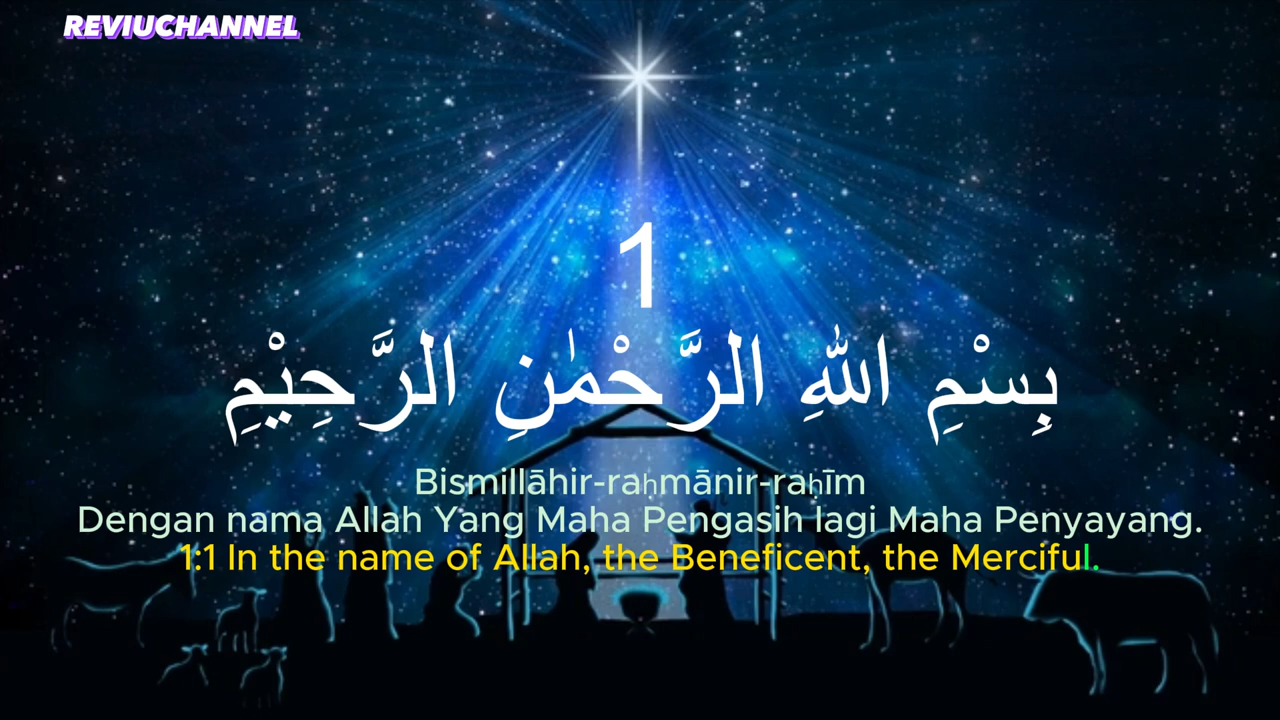 REVIUCHANNEL
1
بِسْمِ اللّٰهِ الرَّحْمٰنِ الرَّحِيْمِ
Bismillāhir-raḥmānir-raḥīm
Dengan nama Allah Yang Maha Pengasih lagi Maha Penyayang.
1:1 In the name of Allah, the Beneficent, the Merciful.